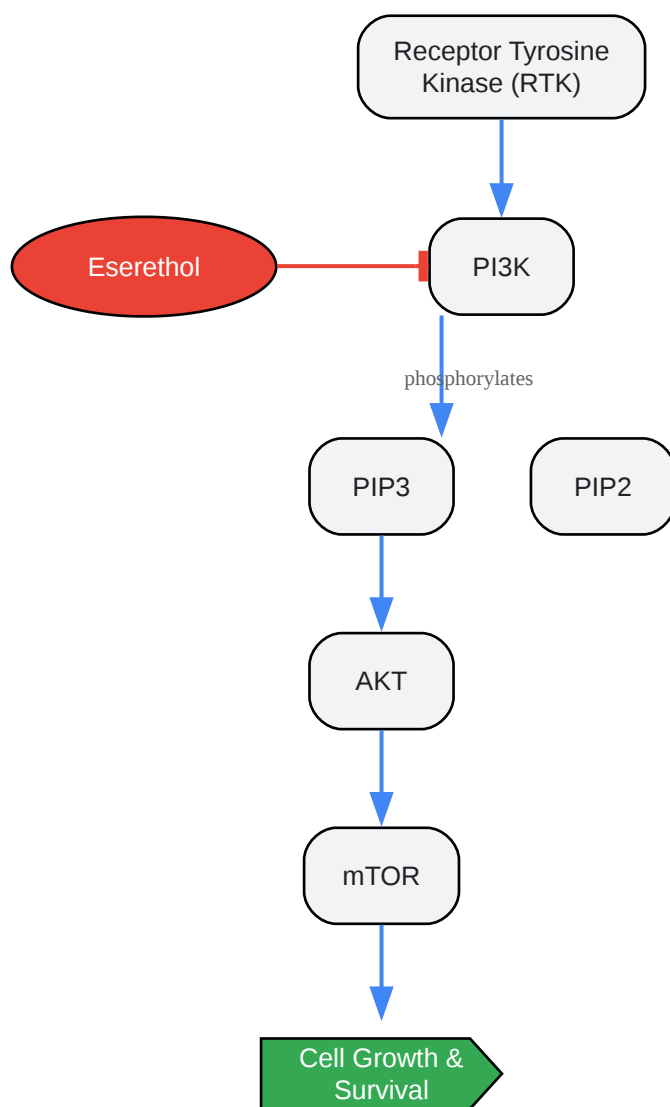 Receptor Tyrosine
Kinase (RTK)
Eserethol
PI3K
phosphorylates
PIP3
PIP2
AKT
mTOR
Cell Growth &
Survival